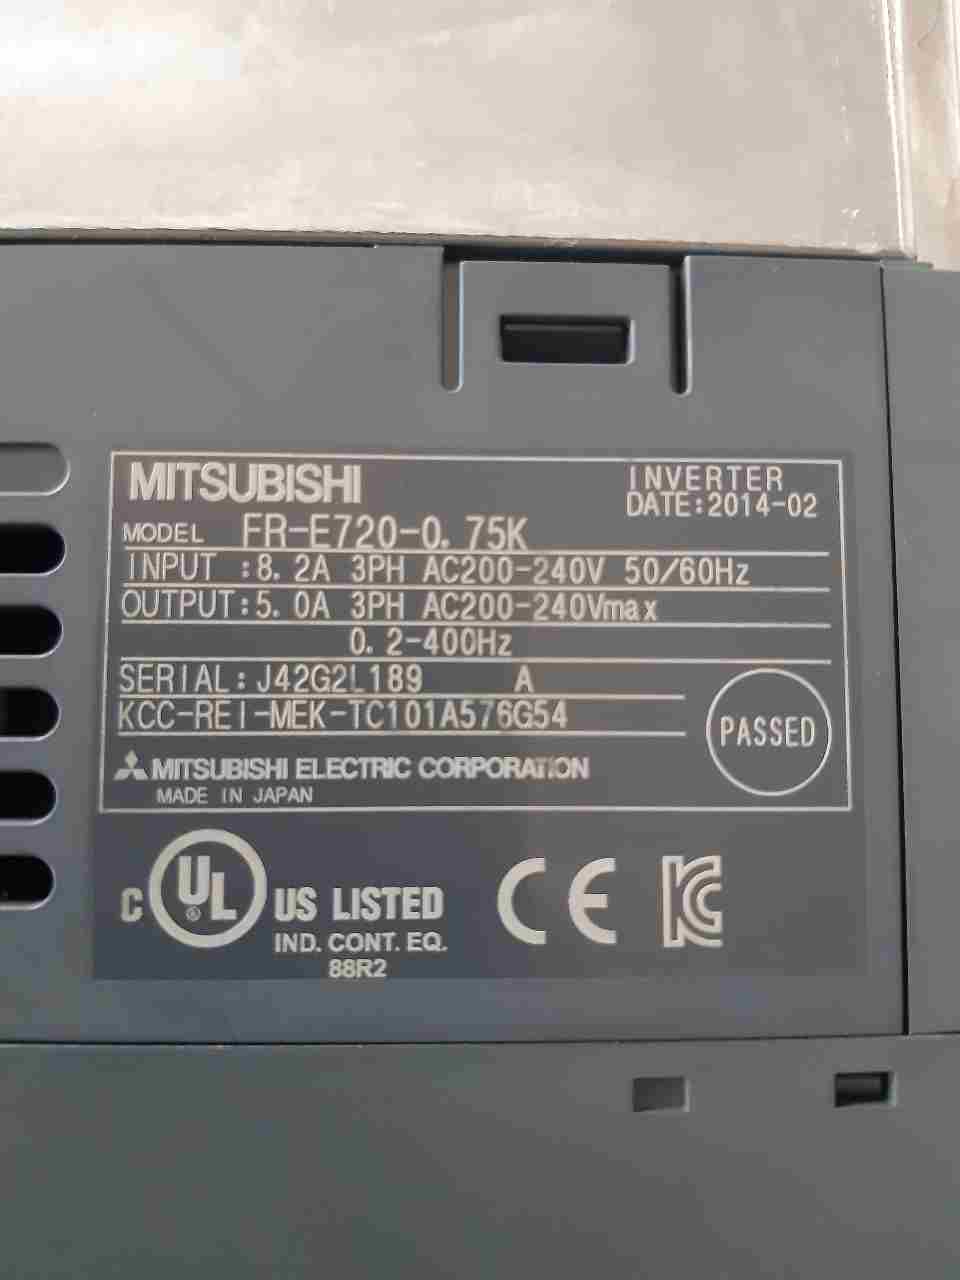 MITSUBISHI
INVERTER
DATE:2014-02
MODEL FR-E720-0.75K
INPUT :8.2A 3PH AC200-240V 50/60Hz
OUTPUT:5.0A 3PH AC200-240Vmax
0.2-400Hz
SERIAL:J42G2L189 A
KCC-REI-MEK-TC101A576G54
PASSED
MITSUBISHI ELECTRIC CORPORATION
MADE IN JAPAN
C UL ® US LISTED
IND. CONT. EQ.
88R2
CE
KC